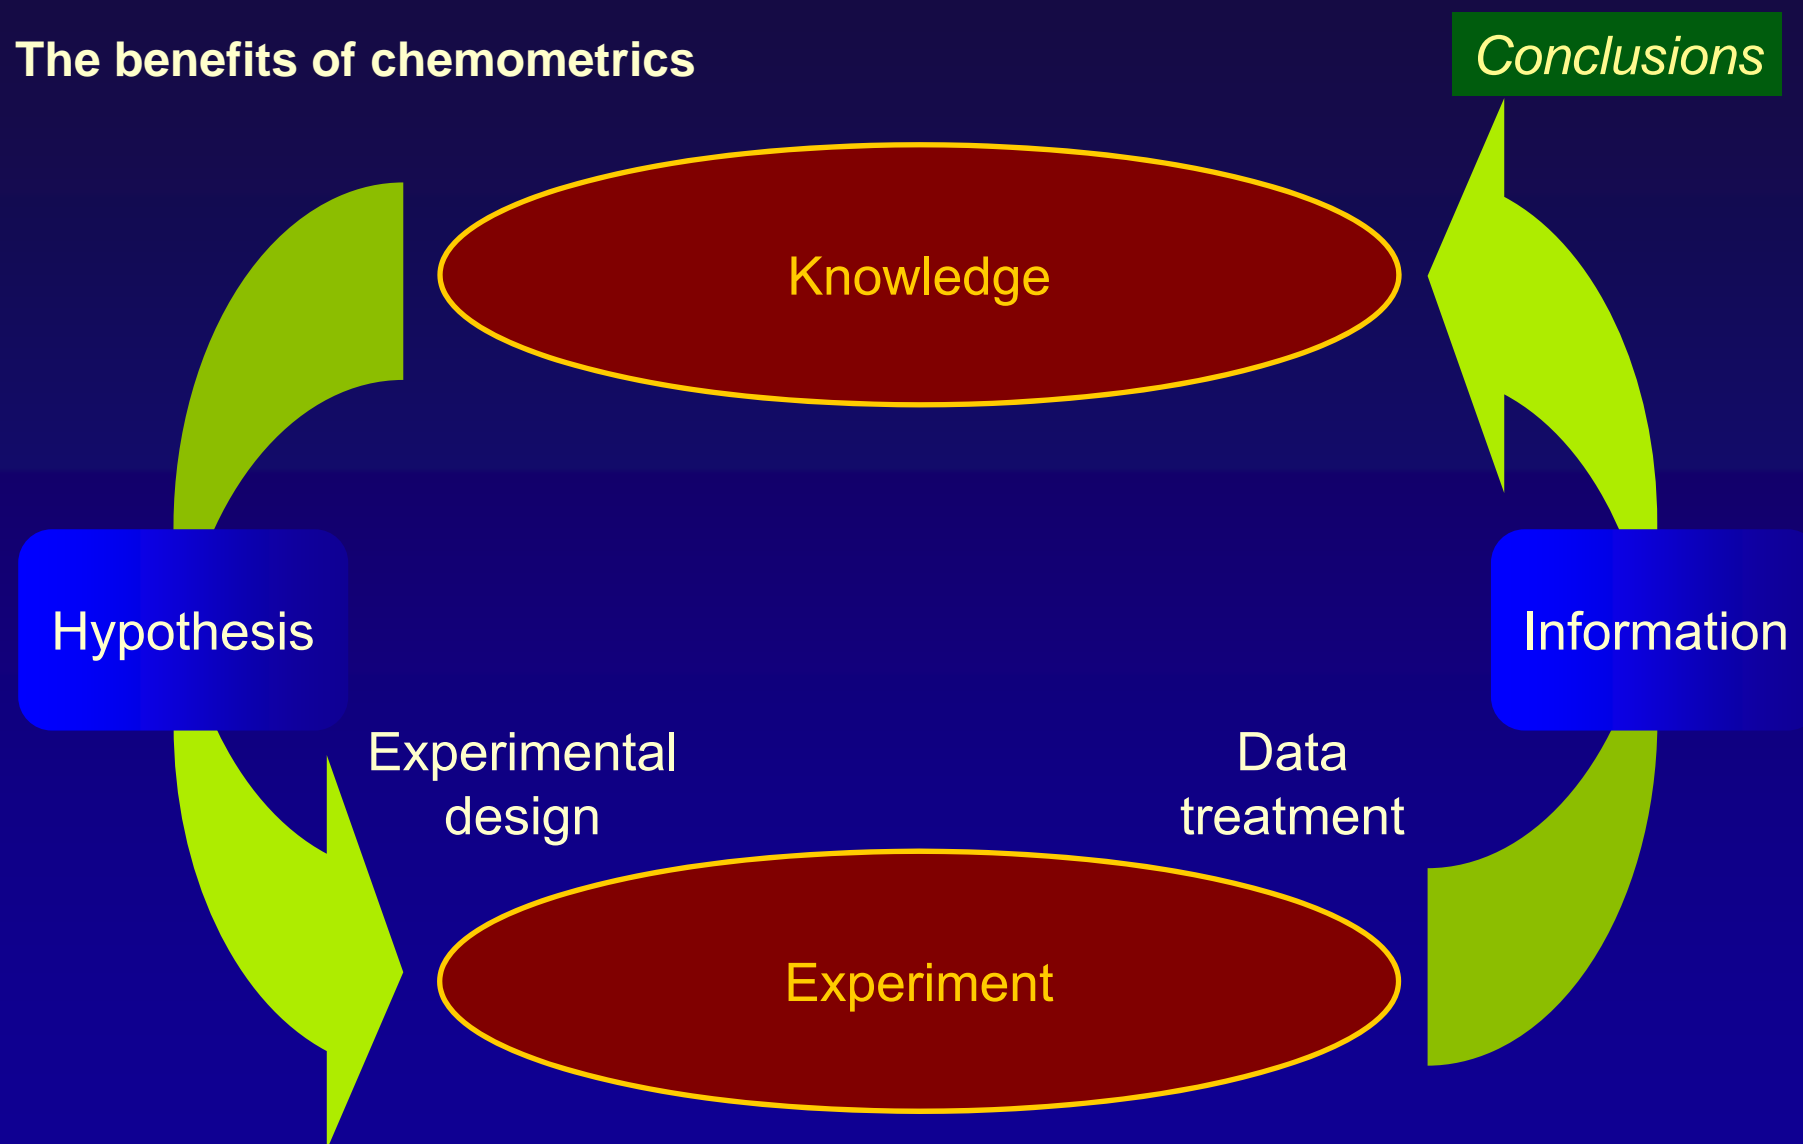 The benefits of chemometrics
Conclusions
Knowledge
Hypothesis
Information
Experimental
design
Data
treatment
Experiment